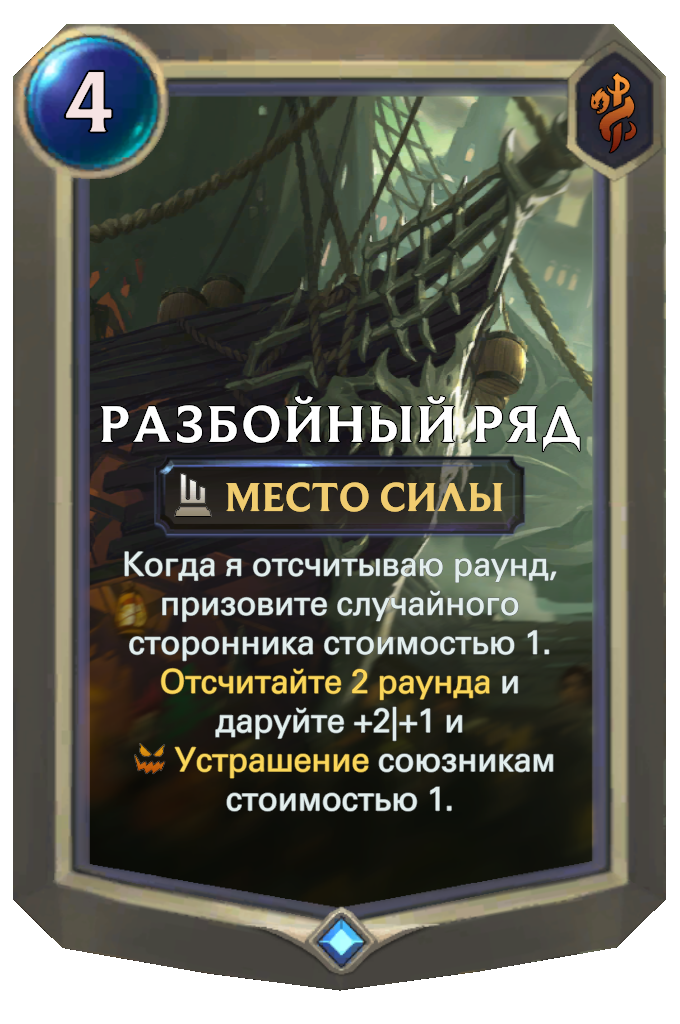 4
РАЗБОЙНЫЙ РЯД
МЕСТО СИЛЫ
Когда я отсчитываю раунд,
призовите случайного
сторонника стоимостью 1.
Отсчитайте 2 раунда и
даруйте +2|+1 и
Устрашение союзникам
стоимостью 1.